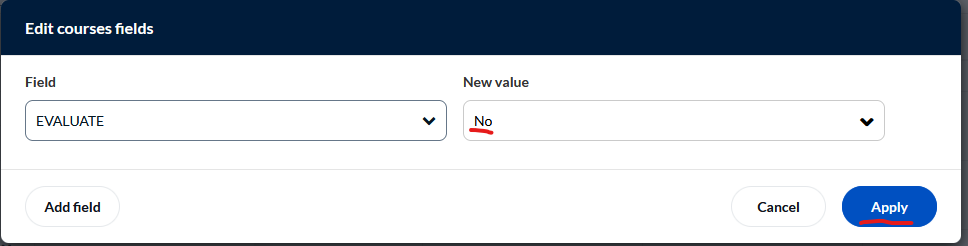 Edit courses fields
Field New value
EVALUATE No
Add field Cancel Apply